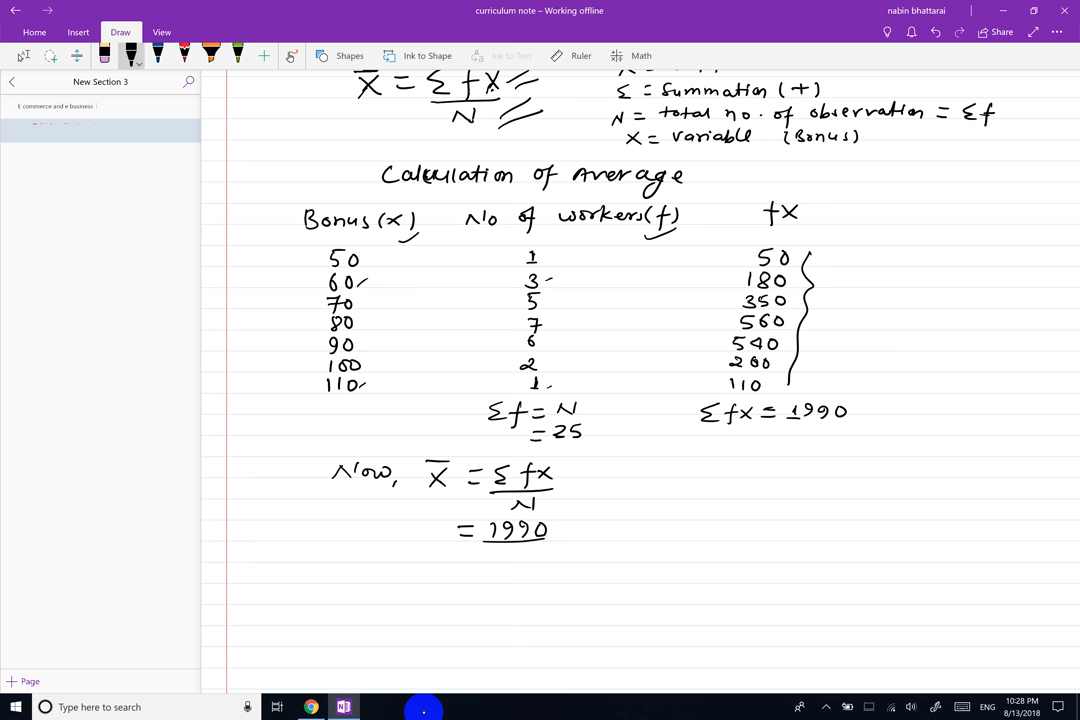 curriculum note – Working offline
nabin bhattarai
Home Insert Draw View
Share
Shapes
Ink to Shape
Ink to Text
Ruler
Math
New Section 3
E commerce and e business
X̄ = Σ fx / N
Σ = Summation (+)
N = total no. of observation = Σf
X = variable (Bonus)
Calculation of Average
Bonus (x) No of workers (f) fx
50 1 50
60 3 180
70 5 350
80 7 560
90 6 540
100 2 200
110 1 110
Σf = N Σ fx = 1990
= 25
Now, X̄ = Σ fx / N
= 1990
+ Page
Type here to search
N
ENG
10:28 PM
8/13/2018